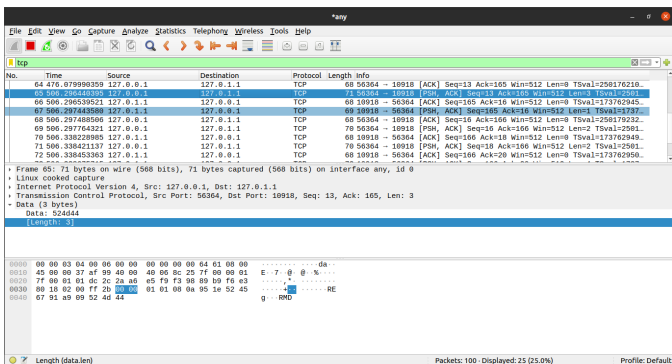 *any
File Edit View Go Capture Analyze Statistics Telephony Wireless Tools Help
tcp
No. Time Source Destination Protocol Length Info
64 476.079990359 127.0.0.1 127.0.1.1 TCP 68 56364 → 10918 [ACK] Seq=13 Ack=165 Win=512 Len=0 TSval=250176210…
65 506.296440395 127.0.0.1 127.0.1.1 TCP 71 56364 → 10918 [PSH, ACK] Seq=13 Ack=165 Win=512 Len=3 TSval=2501…
66 506.296539521 127.0.1.1 127.0.0.1 TCP 68 10918 → 56364 [ACK] Seq=165 Ack=16 Win=512 Len=0 TSval=173762945…
67 506.297443580 127.0.1.1 127.0.0.1 TCP 69 10918 → 56364 [PSH, ACK] Seq=165 Ack=16 Win=512 Len=1 TSval=1737…
68 506.297488506 127.0.0.1 127.0.1.1 TCP 68 56364 → 10918 [ACK] Seq=16 Ack=166 Win=512 Len=0 TSval=250179232…
69 506.297764321 127.0.0.1 127.0.1.1 TCP 70 56364 → 10918 [PSH, ACK] Seq=16 Ack=166 Win=512 Len=2 TSval=2501…
70 506.338228985 127.0.1.1 127.0.0.1 TCP 68 10918 → 56364 [ACK] Seq=166 Ack=18 Win=512 Len=0 TSval=173762949…
71 506.338421137 127.0.0.1 127.0.1.1 TCP 70 56364 → 10918 [PSH, ACK] Seq=18 Ack=166 Win=512 Len=2 TSval=2501…
72 506.338453363 127.0.1.1 127.0.0.1 TCP 68 10918 → 56364 [ACK] Seq=166 Ack=20 Win=512 Len=0 TSval=173762950…
Frame 65: 71 bytes on wire (568 bits), 71 bytes captured (568 bits) on interface any, id 0
Linux cooked capture
Internet Protocol Version 4, Src: 127.0.0.1, Dst: 127.0.1.1
Transmission Control Protocol, Src Port: 56364, Dst Port: 10918, Seq: 13, Ack: 165, Len: 3
Data (3 bytes)
Data: 524d44
[Length: 3]
0000 00 00 03 04 00 06 00 00 00 00 00 00 64 61 08 00 ········ ····da··
0010 45 00 00 37 af 99 40 00 40 06 8c 25 7f 00 00 01 E··7··@· @··%····
0020 7f 00 01 01 dc 2c 2a a6 e5 f9 f3 98 89 b9 f6 e3 ·····,*· ········
0030 80 18 02 00 ff 2b 00 00 01 01 08 0a 95 1e 52 45 ·····+·· ······RE
0040 67 91 a9 09 52 4d 44 g···RMD
Length (data.len) Packets: 100 · Displayed: 25 (25.0%) Profile: Default